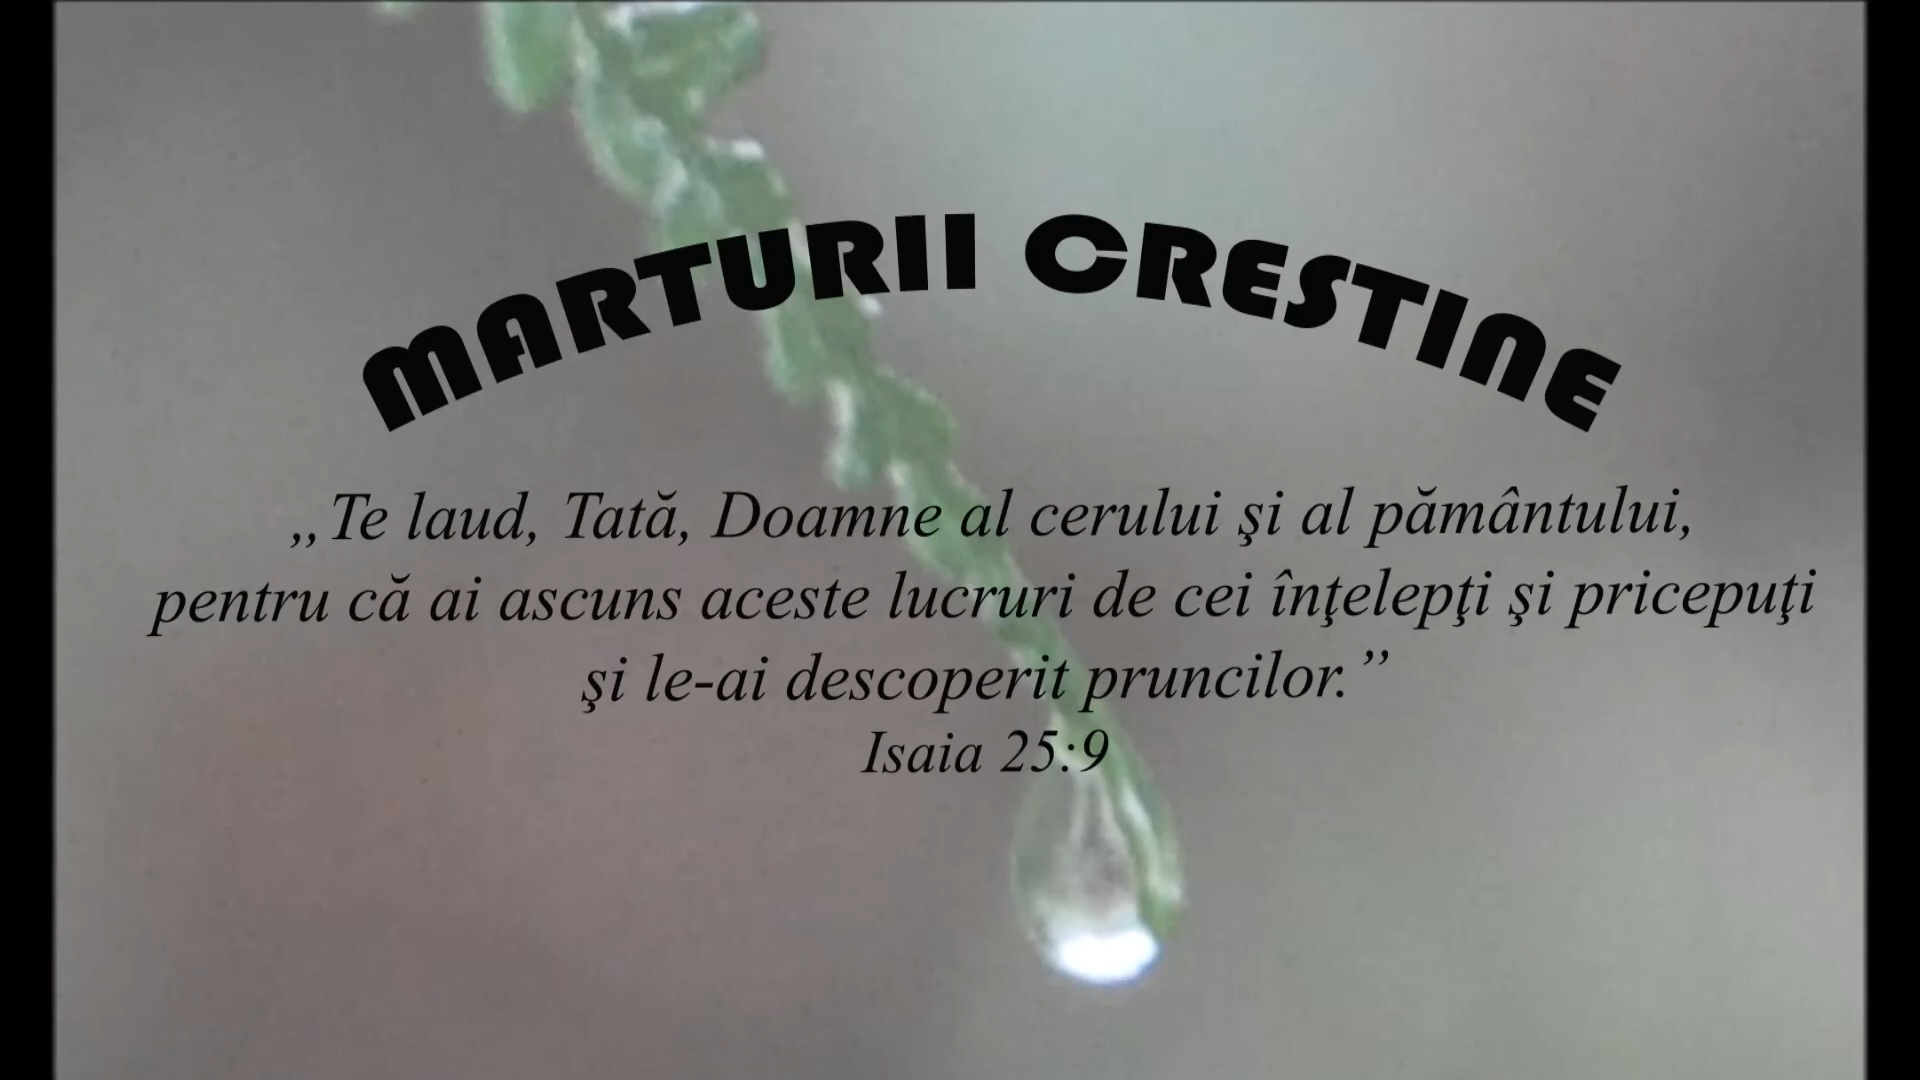 MARTURII CRESTINE
,,Te laud, Tată, Doamne al cerului şi al pământului,
pentru că ai ascuns aceste lucruri de cei înţelepţi şi pricepuţi
şi le-ai descoperit pruncilor.’’
Isaia 25:9